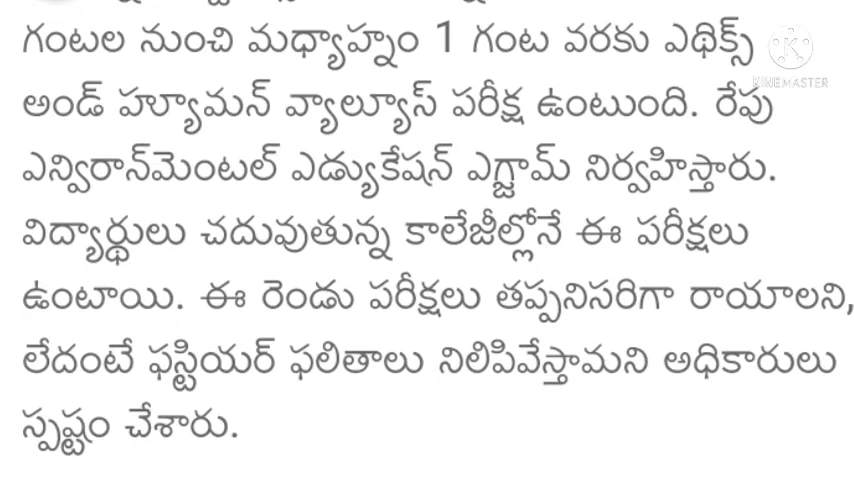 గంటల నుంచి మధ్యాహ్నం 1 గంట వరకు ఎథిక్స్
KINEMASTER
అండ్ హ్యూమన్ వ్యాల్యూస్ పరీక్ష ఉంటుంది. రేపు
ఎన్విరాన్‌మెంటల్ ఎడ్యుకేషన్ ఎగ్జామ్ నిర్వహిస్తారు.
విద్యార్థులు చదువుతున్న కాలేజీల్లోనే ఈ పరీక్షలు
ఉంటాయి. ఈ రెండు పరీక్షలు తప్పనిసరిగా రాయాలని,
లేదంటే ఫస్టియర్ ఫలితాలు నిలిపివేస్తామని అధికారులు
స్పష్టం చేశారు.